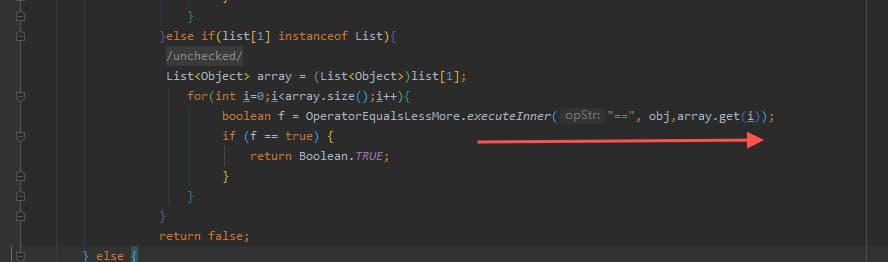 }
}else if(list[1] instanceof List){
/unchecked/
List<Object> array = (List<Object>)list[1];
for(int i=0;i<array.size();i++){
boolean f = OperatorEqualsLessMore.executeInner( opStr: "==", obj,array.get(i));
if (f == true) {
return Boolean.TRUE;
}
}
}
return false;
} else {